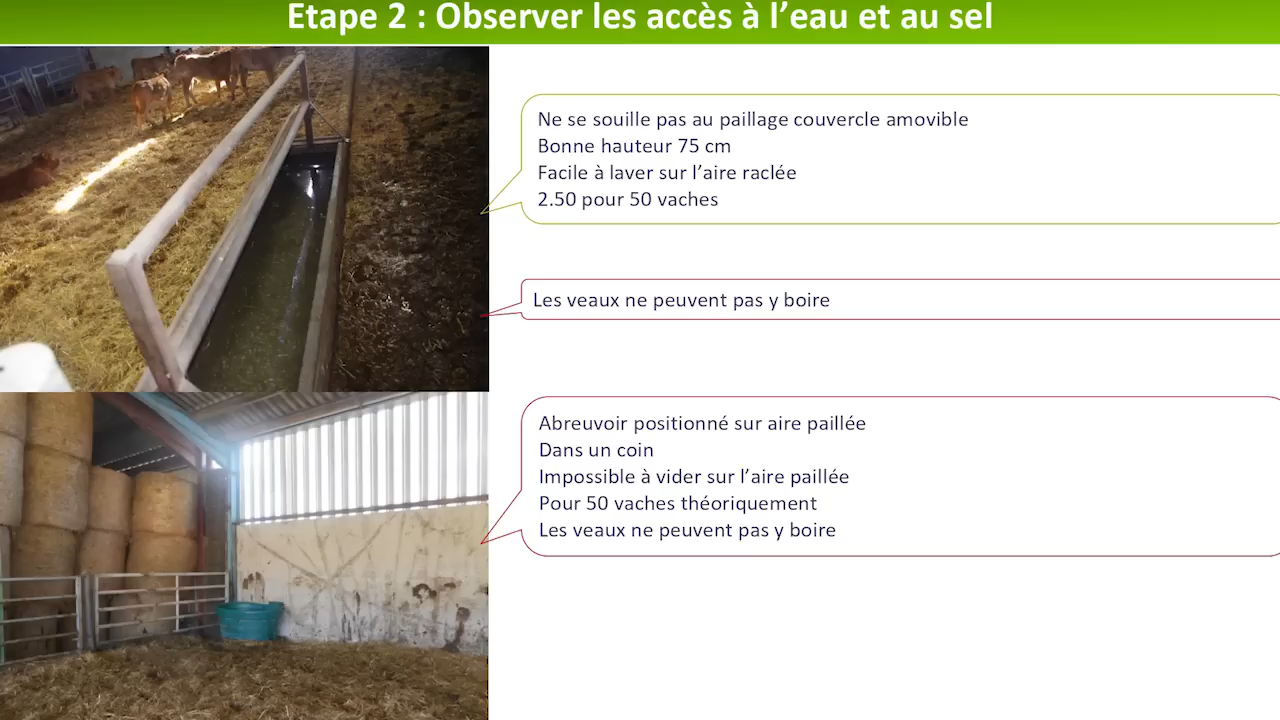 Etape 2 : Observer les accès à l’eau et au sel
Ne se souille pas au paillage couvercle amovible
Bonne hauteur 75 cm
Facile à laver sur l’aire raclée
2.50 pour 50 vaches
Les veaux ne peuvent pas y boire
Abreuvoir positionné sur aire paillée
Dans un coin
Impossible à vider sur l’aire paillée
Pour 50 vaches théoriquement
Les veaux ne peuvent pas y boire